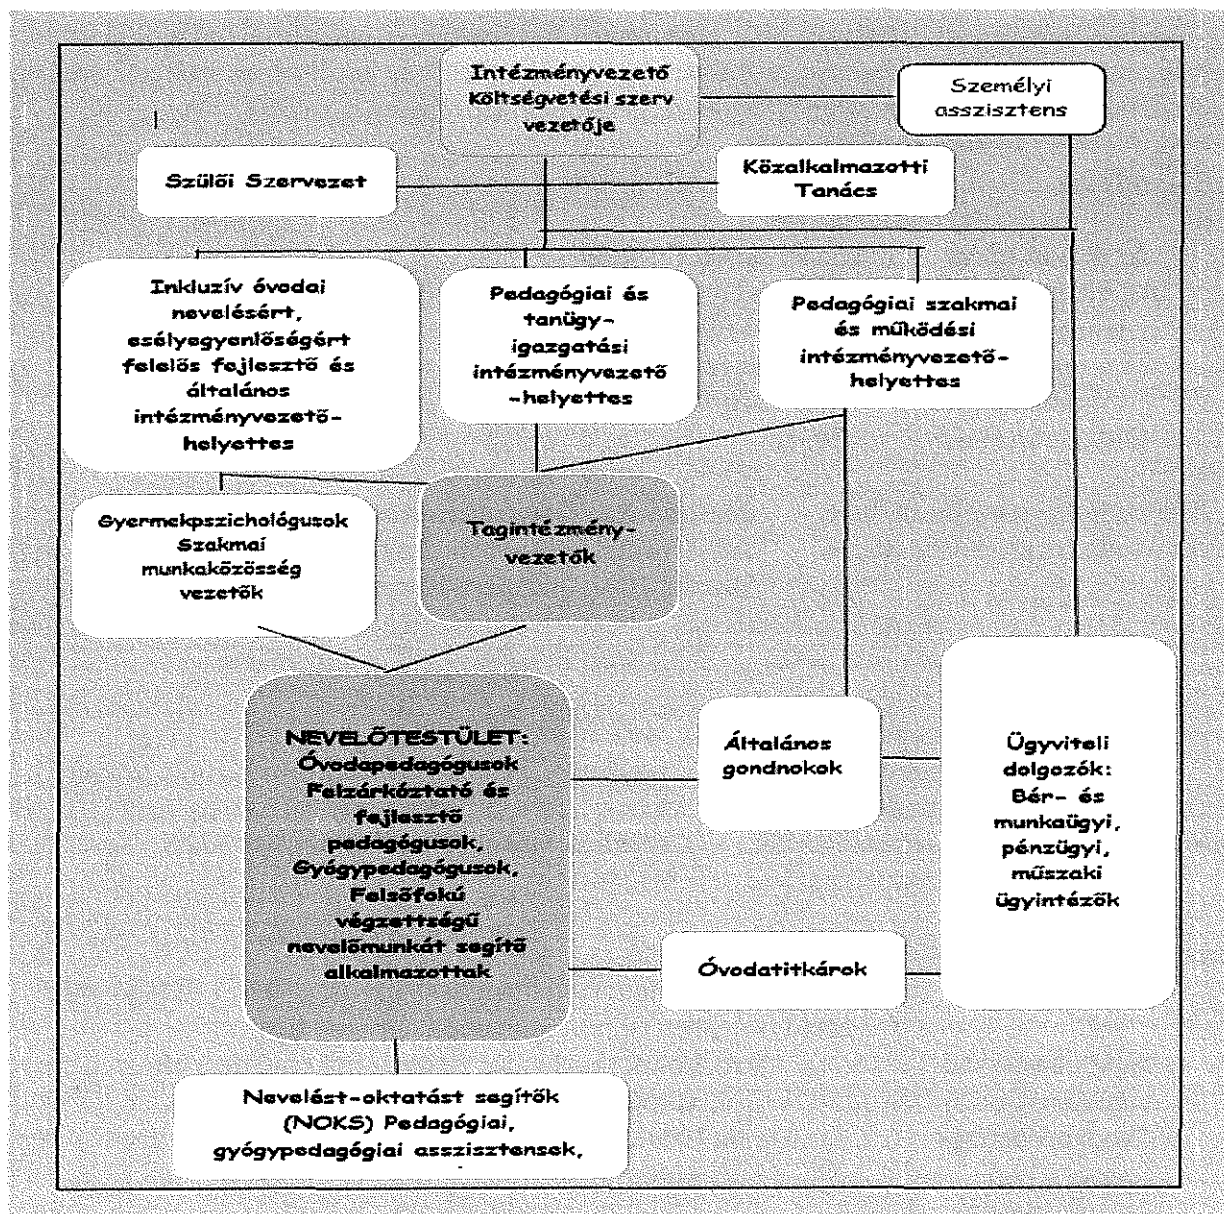 Intézményvezető
Költségvetési szerv
vezetője
Személyi
asszisztens
Szülői Szervezet
Közalkalmazotti
Tanács
Inkluzív óvodai
nevelésért,
esélyegyenlőségért
felelős fejlesztő és
általános
intézményvezető-
helyettes
Pedagógiai és
tanügy-
igazgatási
intézményvezető
-helyettes
Pedagógiai szakmai
és működési
intézményvezető-
helyettes
Gyermekpszichológusok
Szakmai
munkaközösség
vezetők
Tagintézmény-
vezetők
NEVELŐTESTÜLET:
Óvodapedagógusok
Felzárkóztató és
fejlesztő
pedagógusok,
Gyógypedagógusok,
Felsőfokú
végzettségű
nevelőmunkát segítő
alkalmazottak
Általános
gondnokok
Ügyviteli
dolgozók:
Bér- és
munkaügyi,
pénzügyi,
műszaki
ügyintézők
Óvodatitkárok
Nevelést-oktatást segítők
(NOKS) Pedagógiai,
gyógypedagógiai asszisztensek,